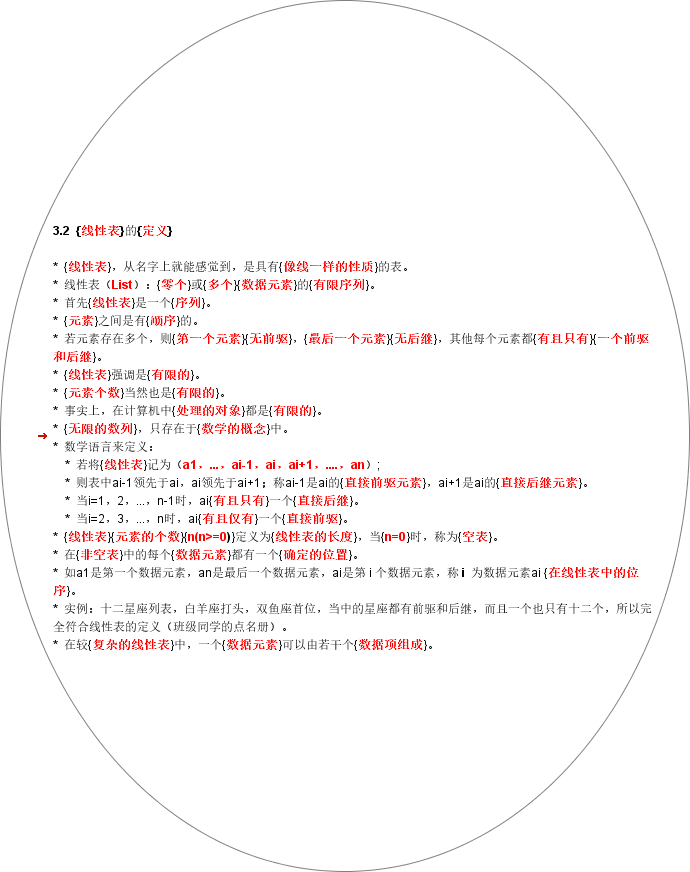 3.2 {线性表}的{定义}
* {线性表}，从名字上就能感觉到，是具有{像线一样的性质}的表。
* 线性表（List）：{零个}或{多个}{数据元素}的{有限序列}。
* 首先{线性表}是一个{序列}。
* {元素}之间是有{顺序}的。
* 若元素存在多个，则{第一个元素}{无前驱}，{最后一个元素}{无后继}，其他每个元素都{有且只有}{一个前驱
和后继}。
* {线性表}强调是{有限的}。
* {元素个数}当然也是{有限的}。
* 事实上，在计算机中{处理的对象}都是{有限的}。
* {无限的数列}，只存在于{数学的概念}中。
* 数学语言来定义：
* 若将{线性表}记为（a1，...，ai-1，ai，ai+1，....，an）;
* 则表中ai-1领先于ai，ai领先于ai+1；称ai-1是ai的{直接前驱元素}，ai+1是ai的{直接后继元素}。
* 当i=1，2，...，n-1时，ai{有且只有}一个{直接后继}。
* 当i=2，3，...，n时，ai{有且仅有}一个{直接前驱}。
* {线性表}{元素的个数}{n(n>=0)}定义为{线性表的长度}，当{n=0}时，称为{空表}。
* 在{非空表}中的每个{数据元素}都有一个{确定的位置}。
* 如a1是第一个数据元素，an是最后一个数据元素，ai是第 i 个数据元素，称 i 为数据元素ai {在线性表中的位
序}。
* 实例：十二星座列表，白羊座打头，双鱼座首位，当中的星座都有前驱和后继，而且一个也只有十二个，所以完
全符合线性表的定义（班级同学的点名册）。
* 在较{复杂的线性表}中，一个{数据元素}可以由若干个{数据项组成}。